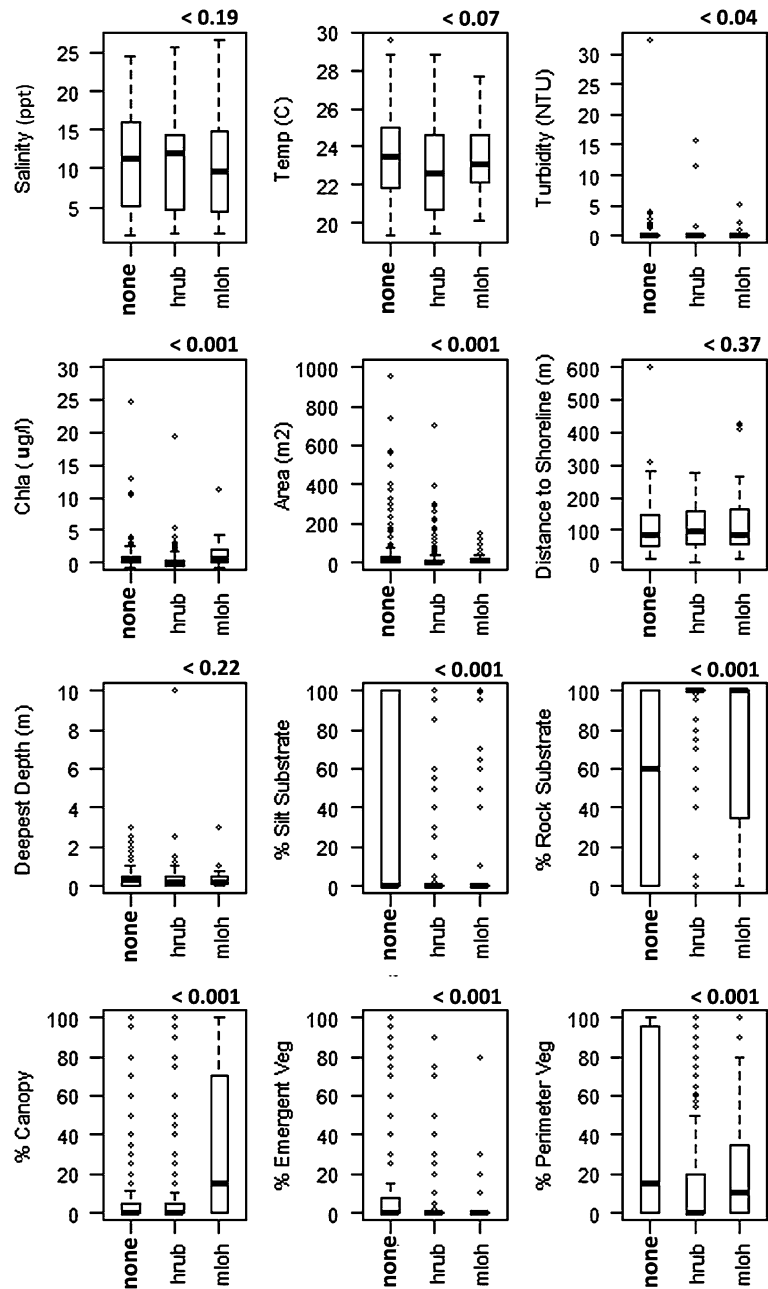 < 0.19
Salinity (ppt)
25
20
15
10
5
none
hrub
mloh
< 0.07
Temp (C)
30
28
26
24
22
20
none
hrub
mloh
< 0.04
Turbidity (NTU)
30
25
20
15
10
5
0
none
hrub
mloh
< 0.001
Chla ( ug/l)
30
25
20
15
10
5
0
none
hrub
mloh
< 0.001
Area (m2)
1000
800
600
400
200
0
none
hrub
mloh
< 0.37
Distance to Shoreline (m)
600
500
400
300
200
100
0
none
hrub
mloh
< 0.22
Deepest Depth (m)
10
8
6
4
2
0
none
hrub
mloh
< 0.001
% Silt Substrate
100
80
60
40
20
0
none
hrub
mloh
< 0.001
% Rock Substrate
100
80
60
40
20
0
none
hrub
mloh
< 0.001
% Canopy
100
80
60
40
20
0
none
hrub
mloh
< 0.001
% Emergent Veg
100
80
60
40
20
0
none
hrub
mloh
< 0.001
% Perimeter Veg
100
80
60
40
20
0
none
hrub
mloh